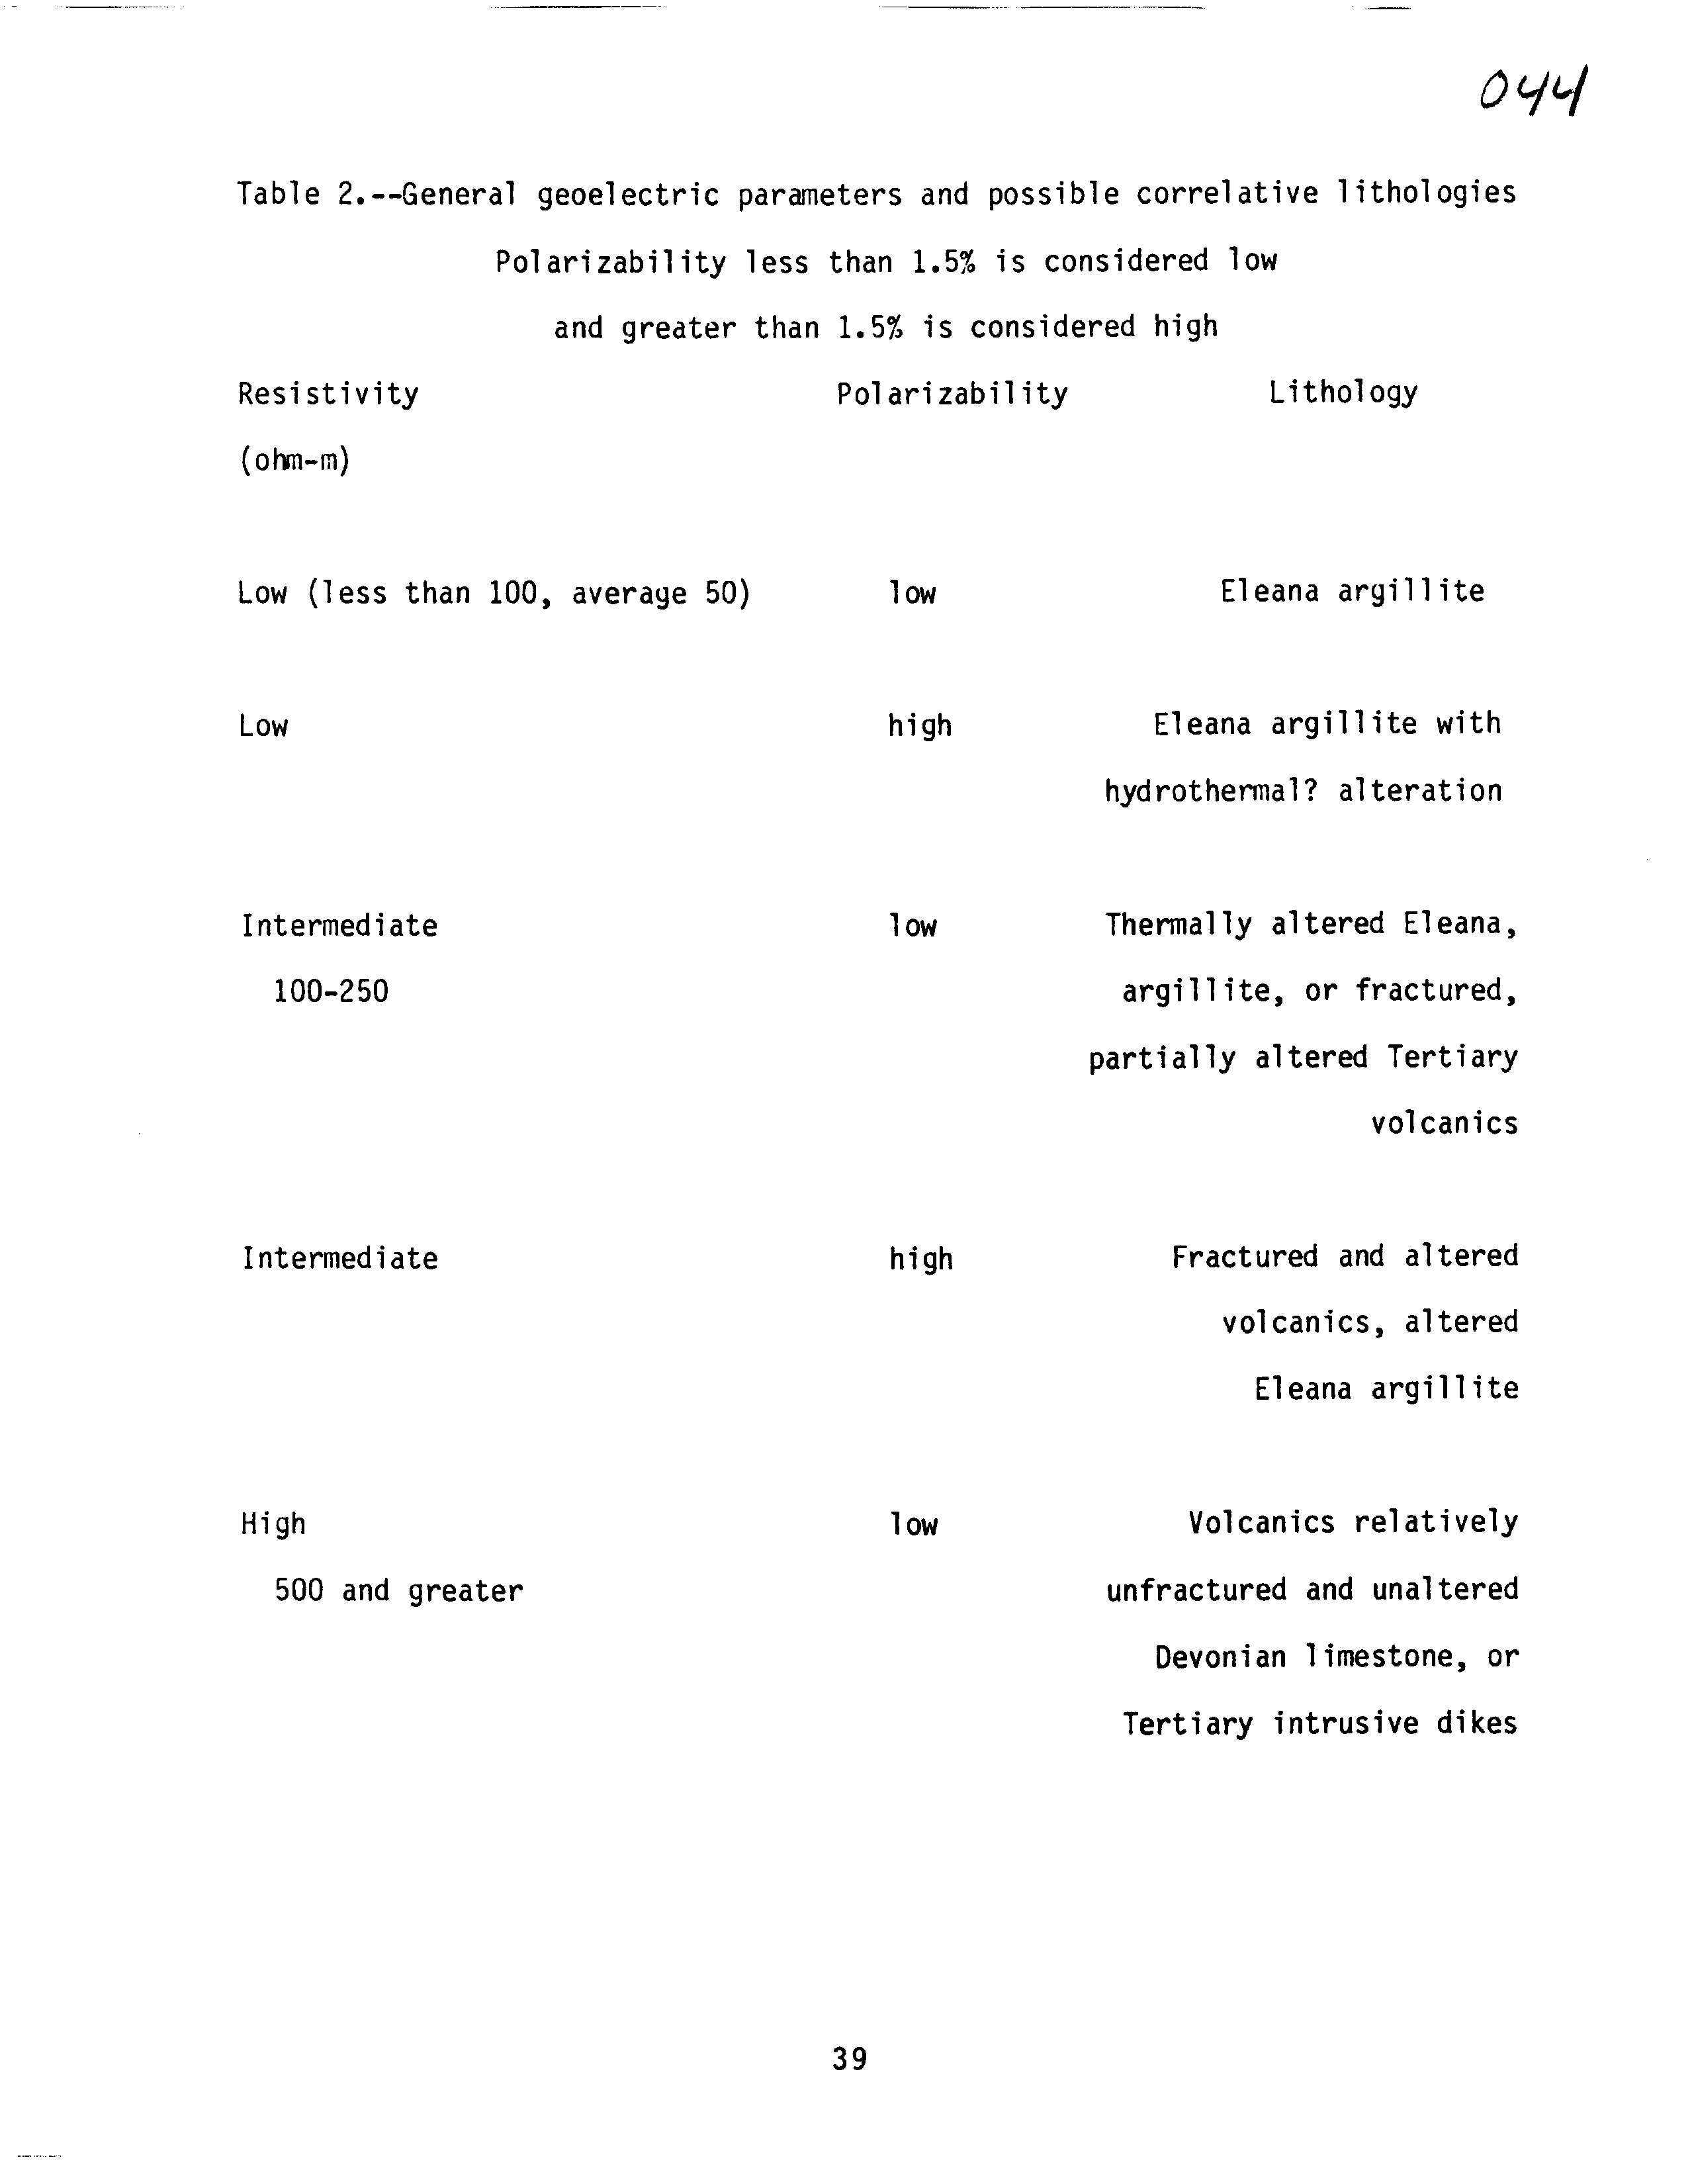 044
Table 2.--General geoelectric parameters and possible correlative lithologies
Polarizability less than 1.5% is considered low
and greater than 1.5% is considered high
Resistivity Polarizability Lithology
(ohm-m)
Low (less than 100, average 50) low Eleana argillite
Low high Eleana argillite with
hydrothermal? alteration
Intermediate low Thermally altered Eleana,
100-250 argillite, or fractured,
partially altered Tertiary
volcanics
Intermediate high Fractured and altered
volcanics, altered
Eleana argillite
High low Volcanics relatively
500 and greater unfractured and unaltered
Devonian limestone, or
Tertiary intrusive dikes
39